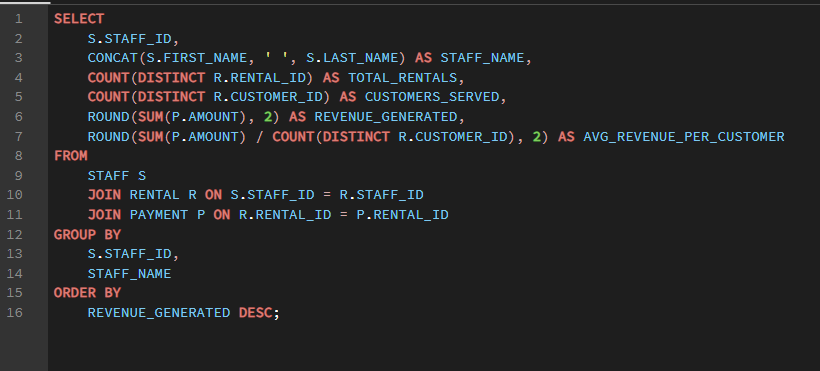 1 SELECT
2 S.STAFF_ID,
3 CONCAT(S.FIRST_NAME, ' ', S.LAST_NAME) AS STAFF_NAME,
4 COUNT(DISTINCT R.RENTAL_ID) AS TOTAL_RENTALS,
5 COUNT(DISTINCT R.CUSTOMER_ID) AS CUSTOMERS_SERVED,
6 ROUND(SUM(P.AMOUNT), 2) AS REVENUE_GENERATED,
7 ROUND(SUM(P.AMOUNT) / COUNT(DISTINCT R.CUSTOMER_ID), 2) AS AVG_REVENUE_PER_CUSTOMER
8 FROM
9 STAFF S
10 JOIN RENTAL R ON S.STAFF_ID = R.STAFF_ID
11 JOIN PAYMENT P ON R.RENTAL_ID = P.RENTAL_ID
12 GROUP BY
13 S.STAFF_ID,
14 STAFF_NAME
15 ORDER BY
16 REVENUE_GENERATED DESC;